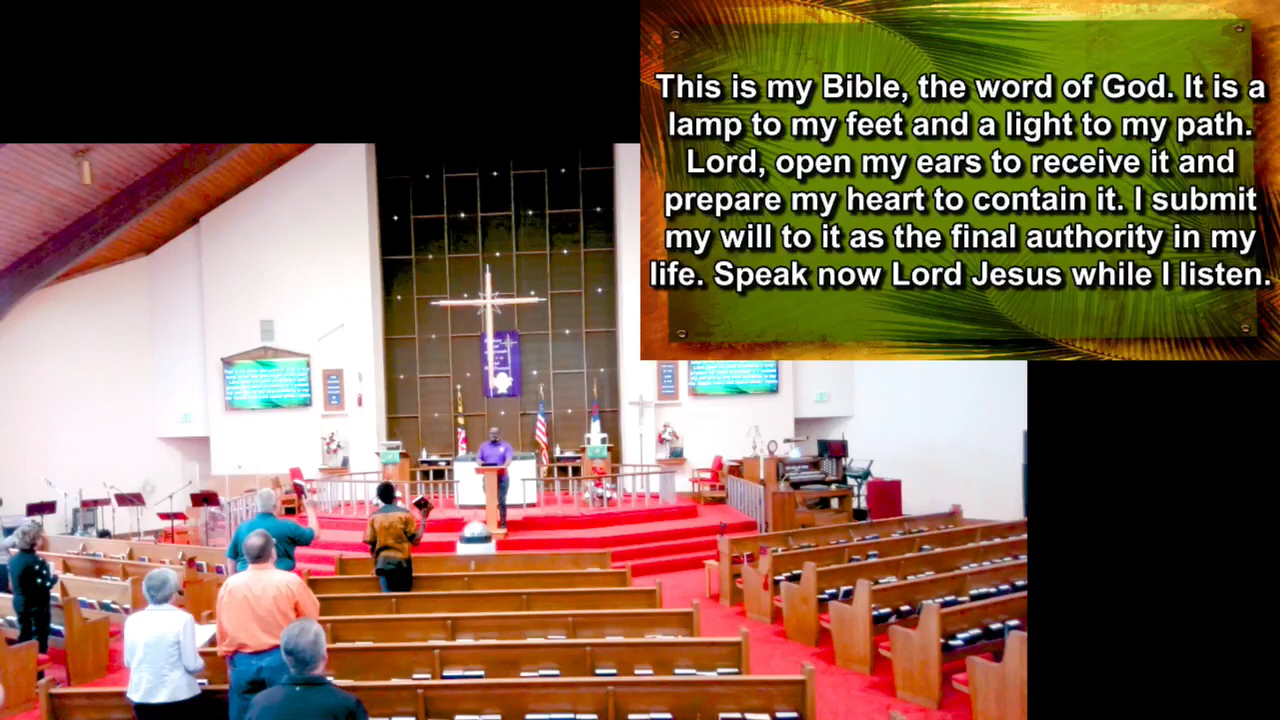 This is my Bible, the word of God. It is a
lamp to my feet and a light to my path.
Lord, open my ears to receive it and
prepare my heart to contain it. I submit
my will to it as the final authority in my
life. Speak now Lord Jesus while I listen.